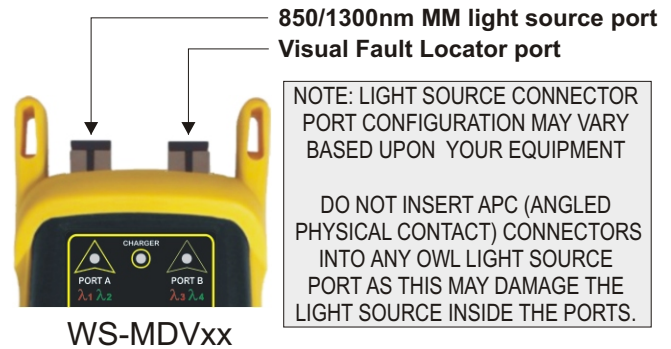 850/1300nm MM light source port
Visual Fault Locator port
NOTE: LIGHT SOURCE CONNECTOR
PORT CONFIGURATION MAY VARY
BASED UPON YOUR EQUIPMENT
DO NOT INSERT APC (ANGLED
PHYSICAL CONTACT) CONNECTORS
INTO ANY OWL LIGHT SOURCE
PORT AS THIS MAY DAMAGE THE
LIGHT SOURCE INSIDE THE PORTS.
CHARGER
PORT A
PORT B
λ1 λ2
λ3 λ4
WS-MDVxx